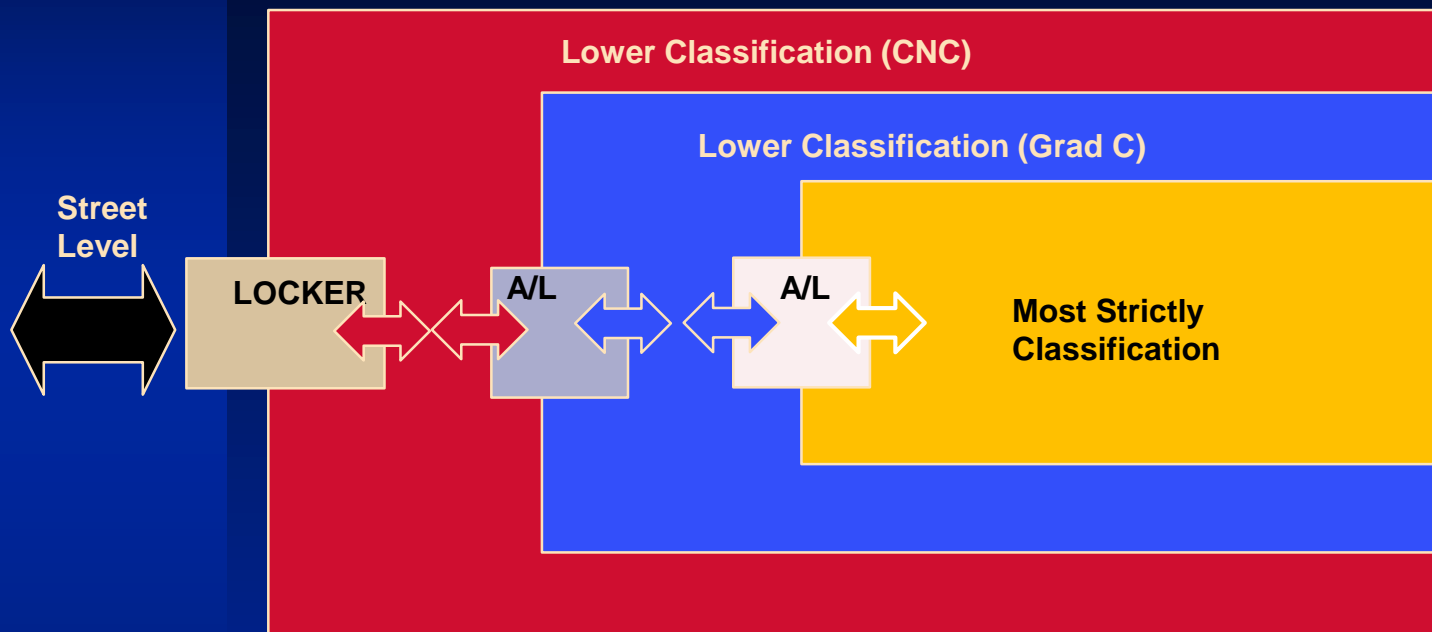 Lower Classification (CNC)
Lower Classification (Grad C)
Street
Level
LOCKER
A/L
A/L
Most Strictly
Classification